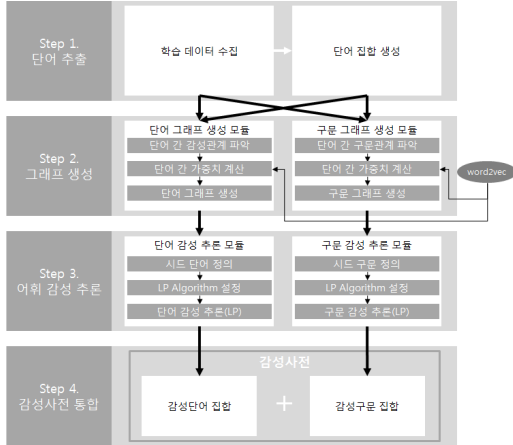 Step 1.
단어 추출
학습 데이터 수집
단어 집합 생성
Step 2.
그래프 생성
단어 그래프 생성 모듈
단어 간 감성관계 파악
단어 간 가중치 계산
단어 그래프 생성
구문 그래프 생성 모듈
단어 간 구문관계 파악
단어 간 가중치 계산
구문 그래프 생성
word2vec
Step 3.
어휘 감성 추론
단어 감성 추론 모듈
시드 단어 정의
LP Algorithm 설정
단어 감성 추론(LP)
구문 감성 추론 모듈
시드 구문 정의
LP Algorithm 설정
구문 감성 추론(LP)
Step 4.
감성사전 통합
감성사전
감성단어 집합
+
감성구문 집합